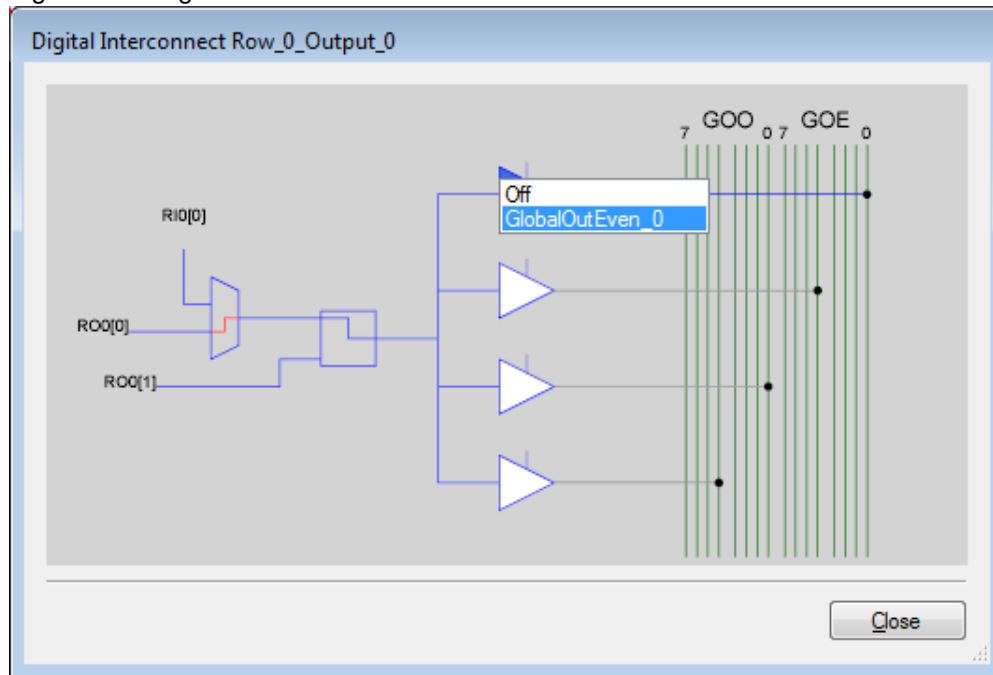 Digital Interconnect Row_0_Output_0
7 GOO 0 7 GOE 0
Off
GlobalOutEven_0
RI0[0]
RO0[0]
RO0[1]
Close